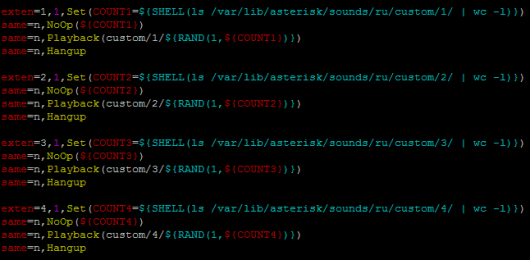 exten=1,1,Set(COUNT1=${SHELL(ls /var/lib/asterisk/sounds/ru/custom/1/ | wc -l)})
same=n,NoOp(${COUNT1})
same=n,Playback(custom/1/${RAND(1,${COUNT1})})
same=n,Hangup
exten=2,1,Set(COUNT2=${SHELL(ls /var/lib/asterisk/sounds/ru/custom/2/ | wc -l)})
same=n,NoOp(${COUNT2})
same=n,Playback(custom/2/${RAND(1,${COUNT2})})
same=n,Hangup
exten=3,1,Set(COUNT3=${SHELL(ls /var/lib/asterisk/sounds/ru/custom/3/ | wc -l)})
same=n,NoOp(${COUNT3})
same=n,Playback(custom/3/${RAND(1,${COUNT3})})
same=n,Hangup
exten=4,1,Set(COUNT4=${SHELL(ls /var/lib/asterisk/sounds/ru/custom/4/ | wc -l)})
same=n,NoOp(${COUNT4})
same=n,Playback(custom/4/${RAND(1,${COUNT4})})
same=n,Hangup